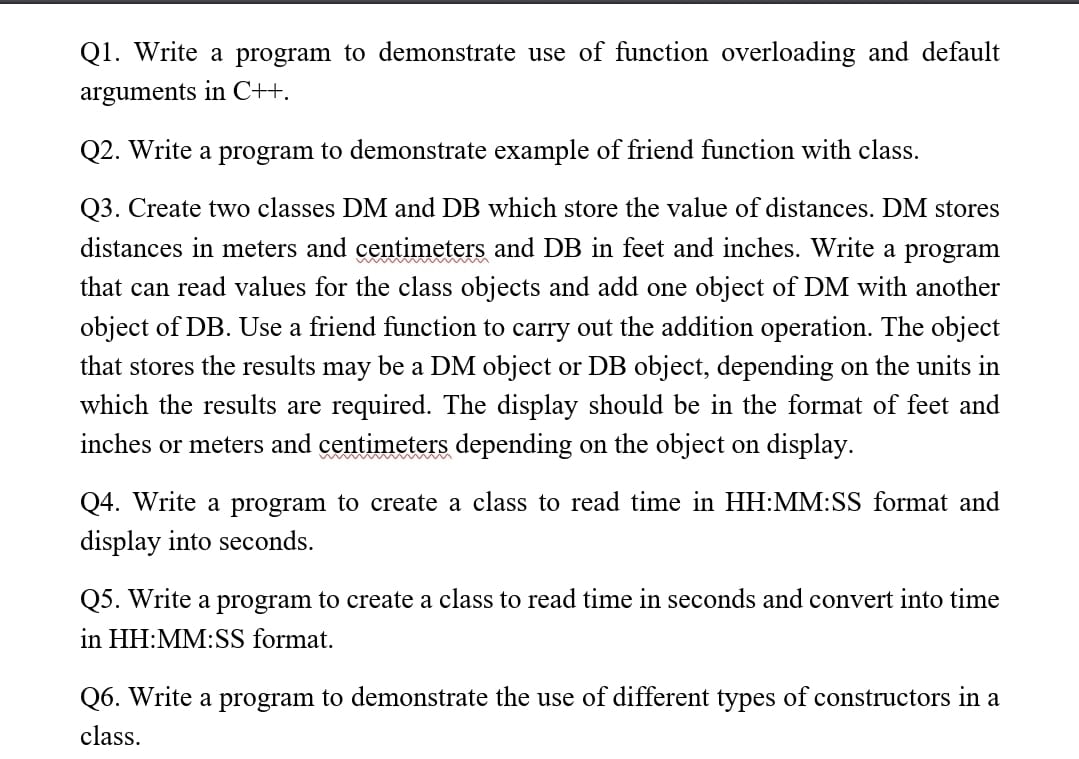 Q1. Write a program to demonstrate use of function overloading and default
arguments in C++.
Q2. Write a program to demonstrate example of friend function with class.
Q3. Create two classes DM and DB which store the value of distances. DM stores
distances in meters and centimeters and DB in feet and inches. Write a program
that can read values for the class objects and add one object of DM with another
object of DB. Use a friend function to carry out the addition operation. The object
that stores the results may be a DM object or DB object, depending on the units in
which the results are required. The display should be in the format of feet and
inches or meters and centimeters depending on the object on display.
Q4. Write a program to create a class to read time in HH:MM:SS format and
display into seconds.
Q5. Write a program to create a class to read time in seconds and convert into time
in HH:MM:SS format.
Q6. Write a program to demonstrate the use of different types of constructors in a
class.